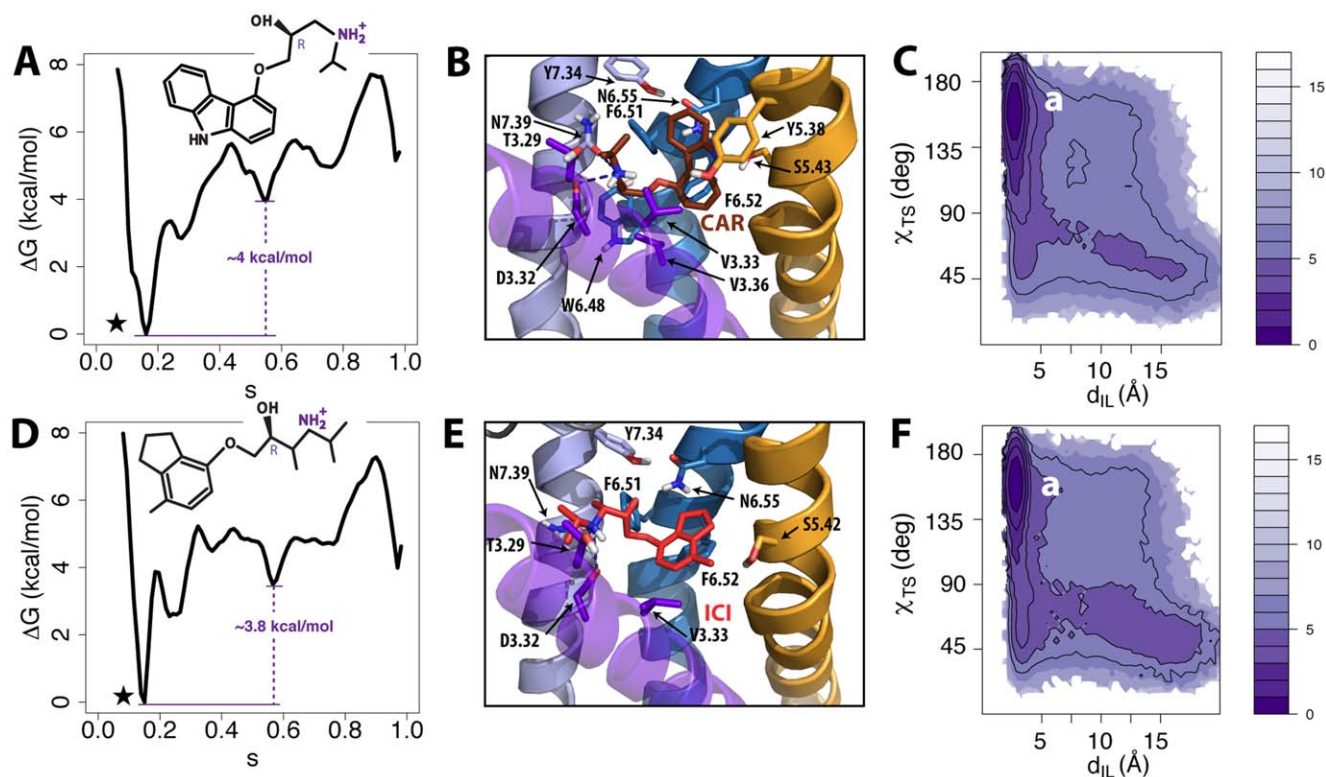 A
OH
R
NH2+
O
HN
8
6
4
2
0
ΔG (kcal/mol)
~4 kcal/mol
★
0.0 0.2 0.4 0.6 0.8 1.0
s
B
Y7.34
N6.55
F6.51
N7.39
T3.29
Y5.38
S5.43
F6.52
CAR
D3.32
V3.33
V3.36
W6.48
C
180
135
90
45
χTS (deg)
a
5 10 15
dIL (Å)
15
10
5
0
D
OH
R
NH2+
O
8
6
4
2
0
ΔG (kcal/mol)
~3.8 kcal/mol
★
0.0 0.2 0.4 0.6 0.8 1.0
s
E
Y7.34
N7.39
F6.51
N6.55
S5.42
T3.29
F6.52
ICI
D3.32
V3.33
F
180
135
90
45
χTS (deg)
a
5 10 15
dIL (Å)
15
10
5
0